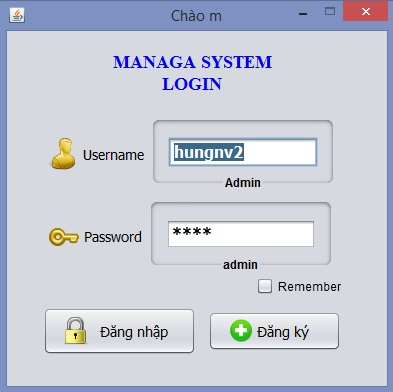 Chào m
MANAGA SYSTEM
LOGIN
Username
hungnv2
Admin
Password
****
admin
Remember
Đăng nhập
Đăng ký